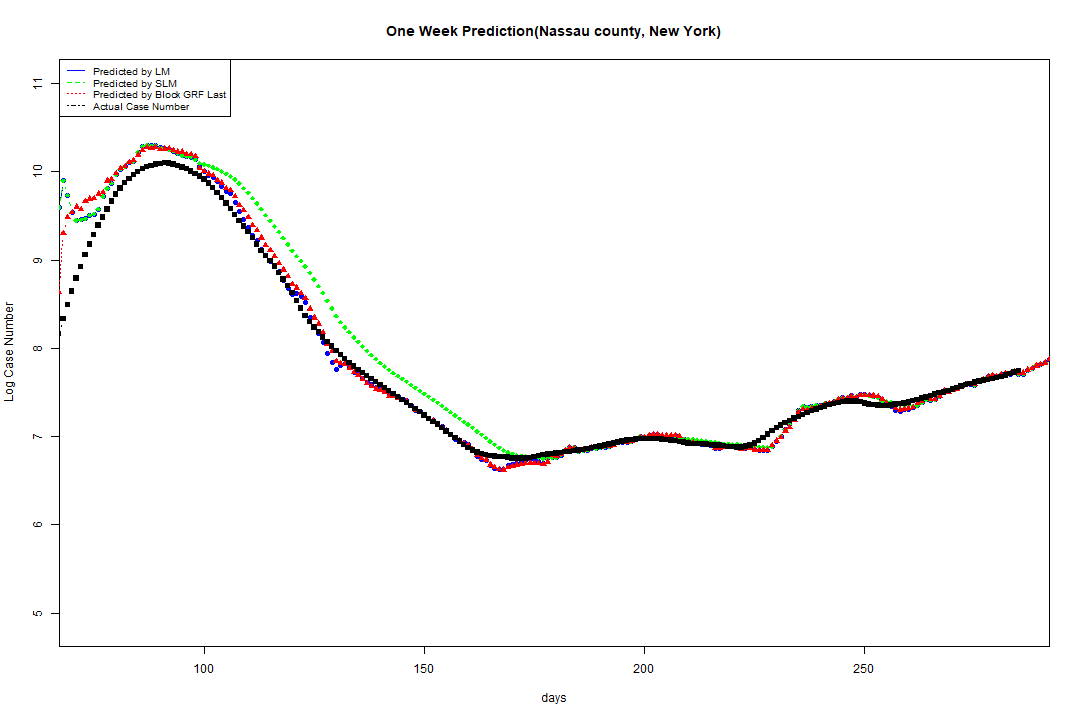 One Week Prediction(Nassau county, New York)
Predicted by LM
Predicted by SLM
Predicted by Block GRF Last
Actual Case Number
11
10
9
8
7
6
5
Log Case Number
100 150 200 250
days